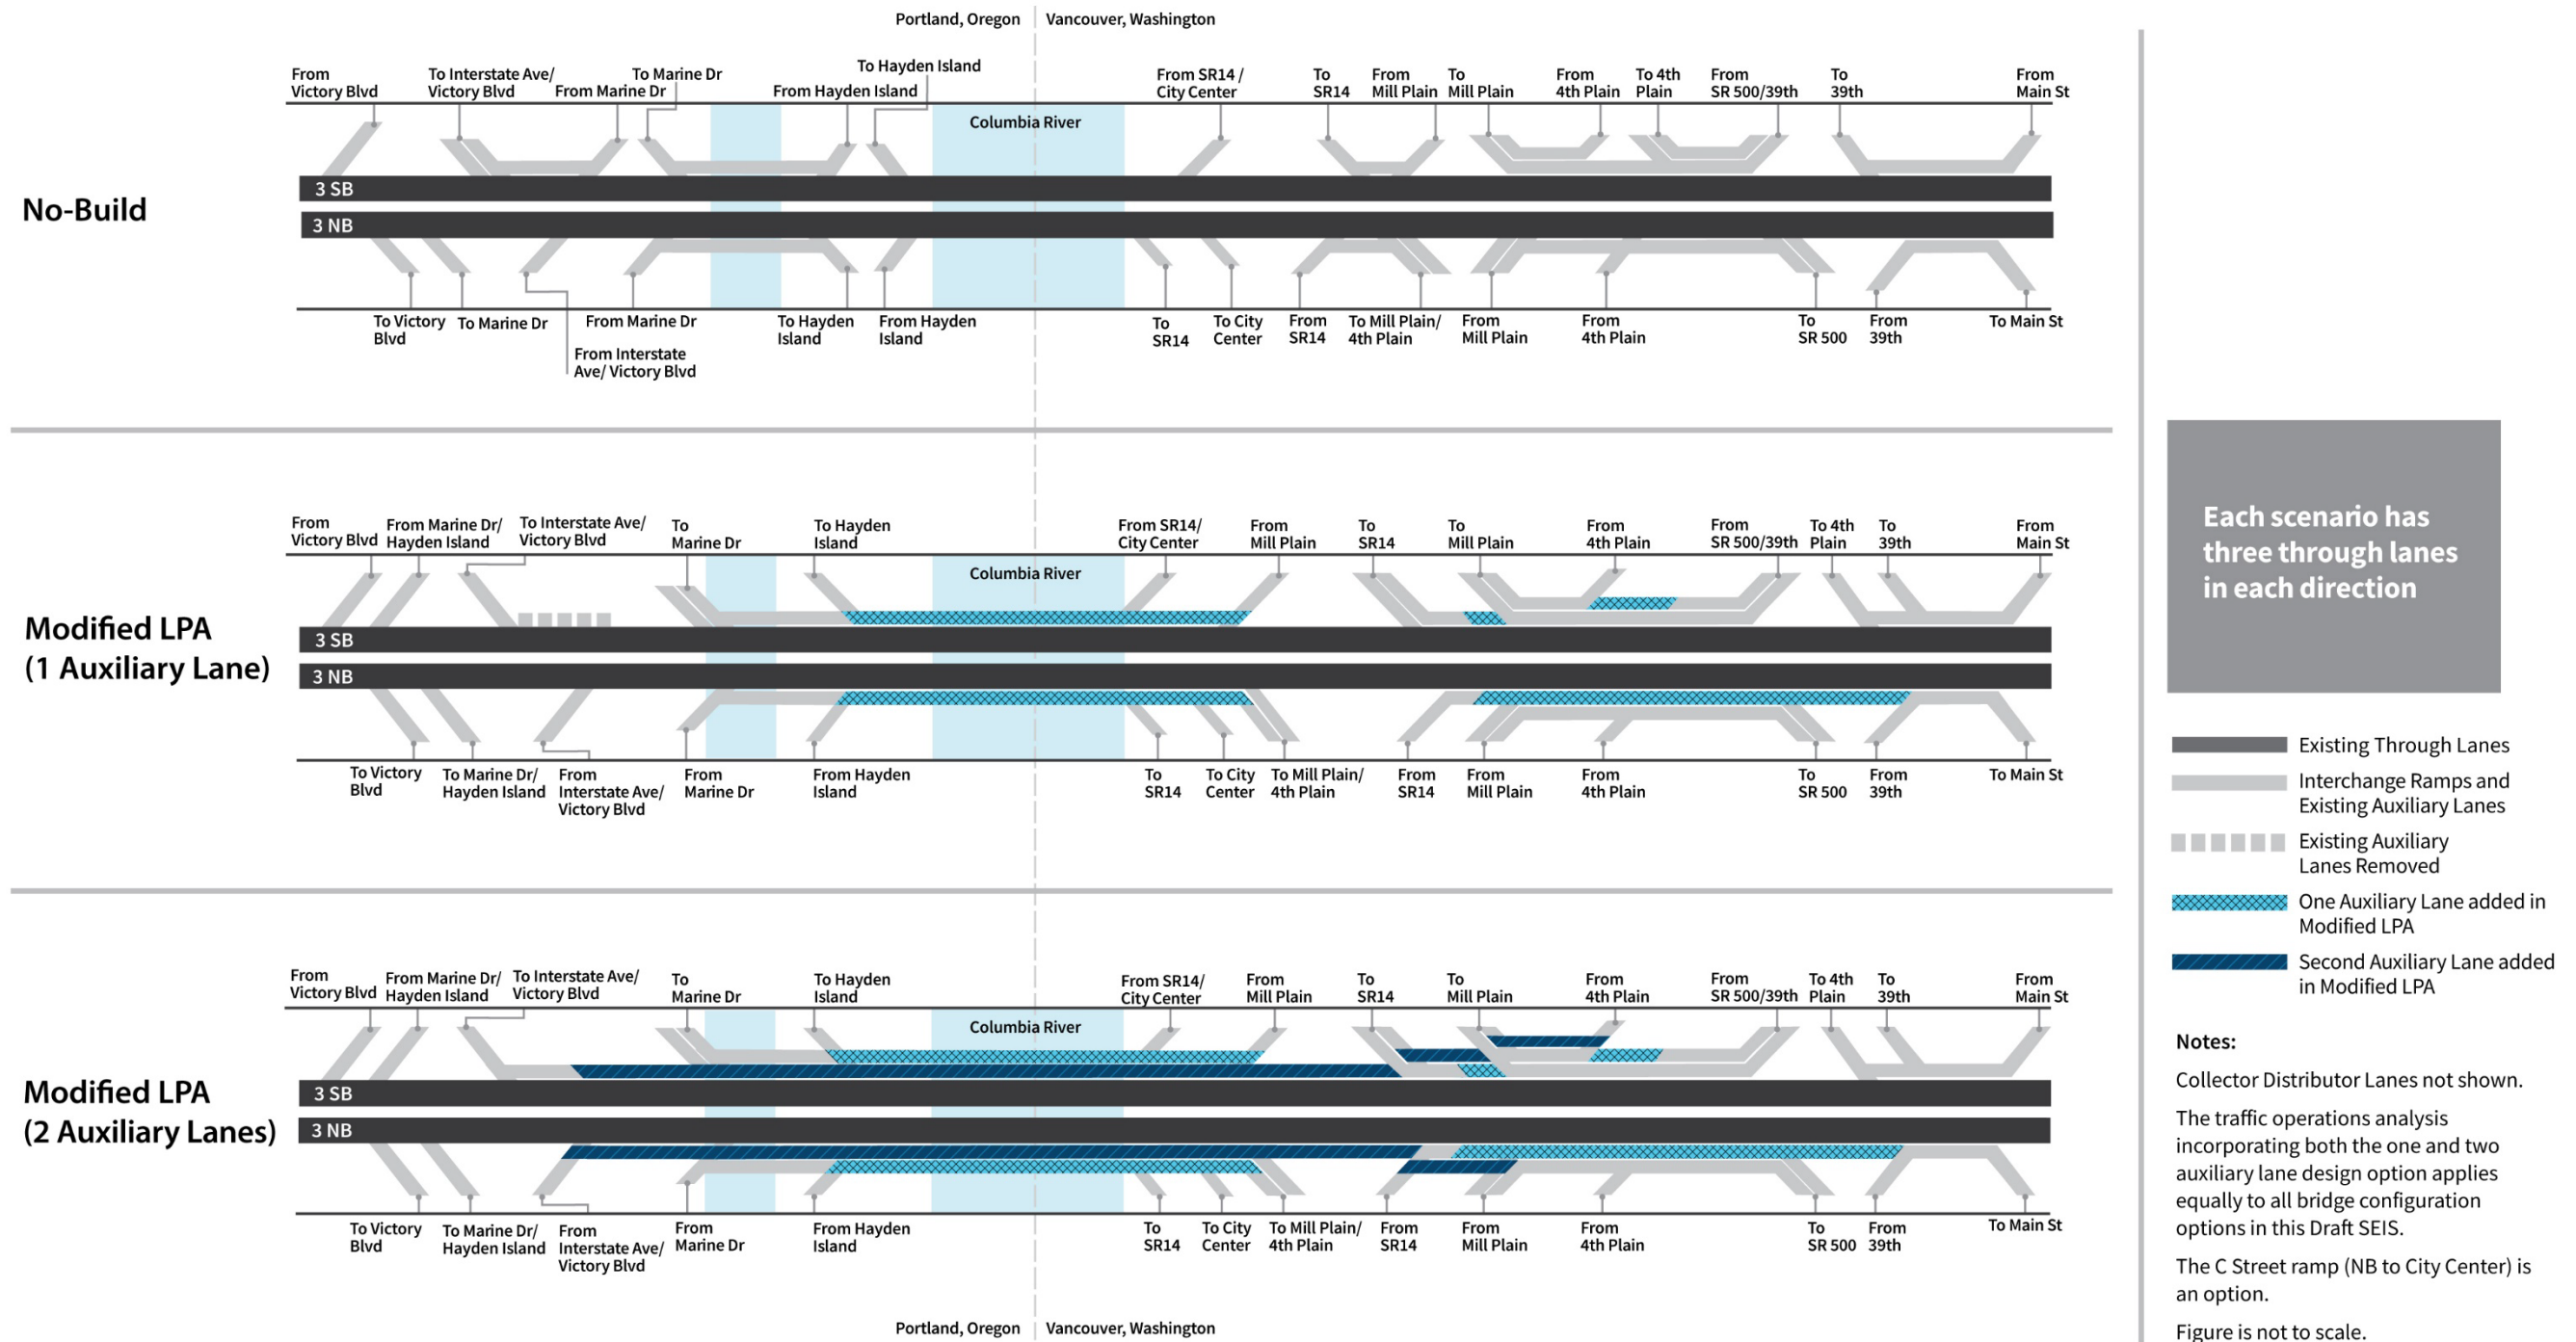 Portland, Oregon
Vancouver, Washington
No-Build
From
Victory Blvd
To Interstate Ave/
Victory Blvd
From Marine Dr
To Marine Dr
From Hayden Island
To Hayden Island
From SR14 /
City Center
To
SR14
From
Mill Plain
To
Mill Plain
From
4th Plain
To 4th
Plain
From
SR 500/39th
To
39th
From
Main St
Columbia River
3 SB
3 NB
To Victory
Blvd
To Marine Dr
From Interstate
Ave/ Victory Blvd
From Marine Dr
To Hayden
Island
From Hayden
Island
To
SR14
To City
Center
From
SR14
To Mill Plain/
4th Plain
From
Mill Plain
From
4th Plain
To
SR 500
From
39th
To Main St
Modified LPA
(1 Auxiliary Lane)
From
Victory Blvd
From Marine Dr/
Hayden Island
To Interstate Ave/
Victory Blvd
To
Marine Dr
To Hayden
Island
From SR14/
City Center
From
Mill Plain
To
SR14
To
Mill Plain
From
4th Plain
From
SR 500/39th
To 4th
Plain
To
39th
From
Main St
Columbia River
3 SB
3 NB
To Victory
Blvd
To Marine Dr/
Hayden Island
From
Interstate Ave/
Victory Blvd
From
Marine Dr
From Hayden
Island
To
SR14
To City
Center
To Mill Plain/
4th Plain
From
SR14
From
Mill Plain
From
4th Plain
To
SR 500
From
39th
To Main St
Modified LPA
(2 Auxiliary Lanes)
From
Victory Blvd
From Marine Dr/
Hayden Island
To Interstate Ave/
Victory Blvd
To
Marine Dr
To Hayden
Island
From SR14/
City Center
From
Mill Plain
To
SR14
To
Mill Plain
From
4th Plain
From
SR 500/39th
To 4th
Plain
To
39th
From
Main St
Columbia River
3 SB
3 NB
To Victory
Blvd
To Marine Dr/
Hayden Island
From
Interstate Ave/
Victory Blvd
From
Marine Dr
From Hayden
Island
To
SR14
To City
Center
To Mill Plain/
4th Plain
From
SR14
From
Mill Plain
From
4th Plain
To
SR 500
From
39th
To Main St
Portland, Oregon
Vancouver, Washington
Each scenario has
three through lanes
in each direction
Existing Through Lanes
Interchange Ramps and
Existing Auxiliary Lanes
Existing Auxiliary
Lanes Removed
One Auxiliary Lane added in
Modified LPA
Second Auxiliary Lane added
in Modified LPA
Notes:
Collector Distributor Lanes not shown.
The traffic operations analysis
incorporating both the one and two
auxiliary lane design option applies
equally to all bridge configuration
options in this Draft SEIS.
The C Street ramp (NB to City Center) is
an option.
Figure is not to scale.